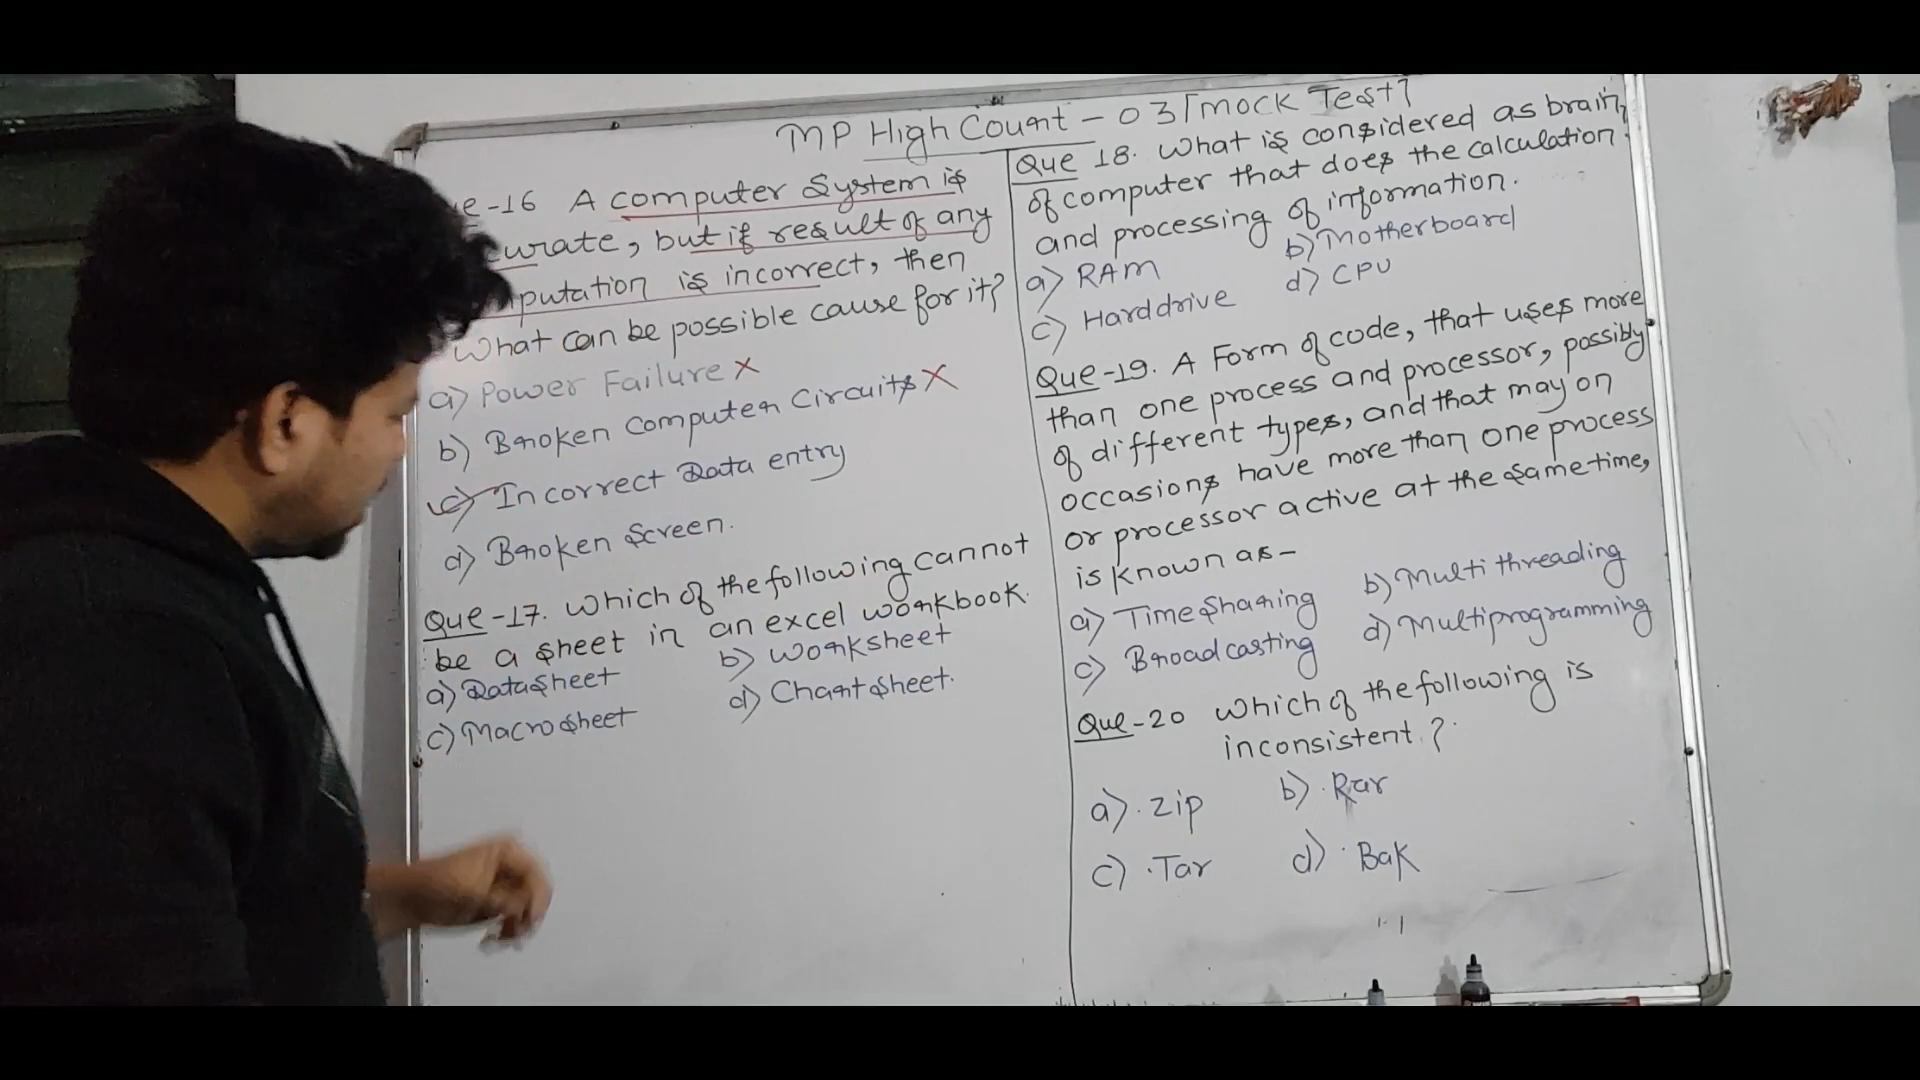 MP High Count - 03 [Mock Test]
e-16 A computer System is
curate, but if result of any
putation is incorrect, then
What can be possible cause for it?
a) Power Failure X
b) Broken Computer Circuits X
c) Incorrect Data entry
d) Broken Screen.
Que-17. Which of the following cannot
be a sheet in an excel workbook.
a) Datasheet b) Worksheet
c) Macrosheet d) Chartsheet.
Que 18. What is considered as brain
of computer that does the calculation
and processing of information.
a) RAM b) Motherboard
c) Harddrive d) CPU
Que-19. A Form of code, that uses more
than one process and processor, possibly
of different types, and that may on
occasions have more than one process
or processor active at the same time,
is known as-
a) Timesharing b) Multithreading
c) Broadcasting d) Multiprogramming
Que-20 Which of the following is
inconsistent.?
a) .Zip b) .Rar
c) .Tar d) .Bak